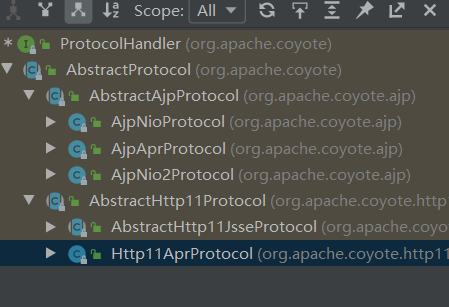 Scope: All
* ProtocolHandler (org.apache.coyote)
AbstractProtocol (org.apache.coyote)
AbstractAjpProtocol (org.apache.coyote.ajp)
AjpNioProtocol (org.apache.coyote.ajp)
AjpAprProtocol (org.apache.coyote.ajp)
AjpNio2Protocol (org.apache.coyote.ajp)
AbstractHttp11Protocol (org.apache.coyote.http
AbstractHttp11JsseProtocol (org.apache.coyo
Http11AprProtocol (org.apache.coyote.http11